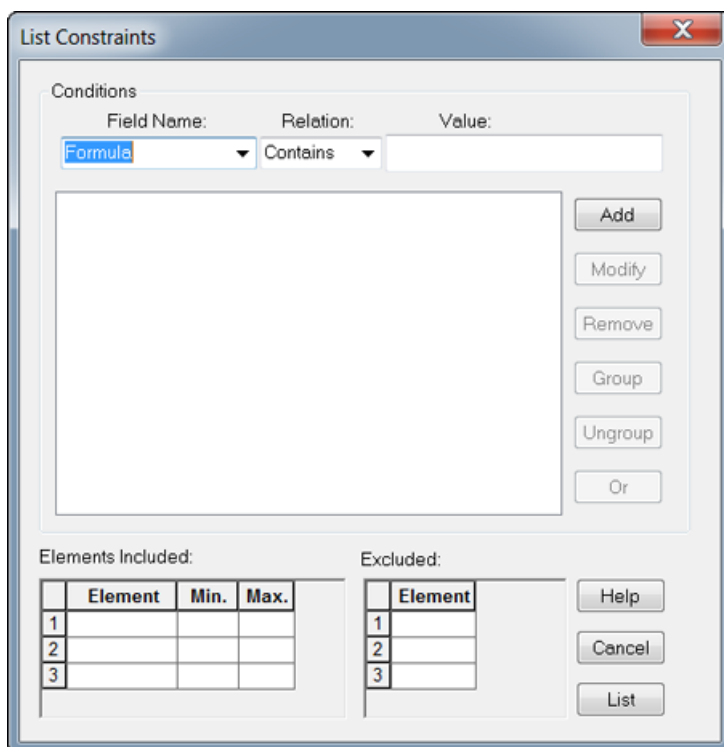 List Constraints
Conditions
Field Name: Relation: Value:
Formula Contains
Add
Modify
Remove
Group
Ungroup
Or
Elements Included: Excluded:
Element Min. Max. Element
1 1
2 2
3 3
Help
Cancel
List